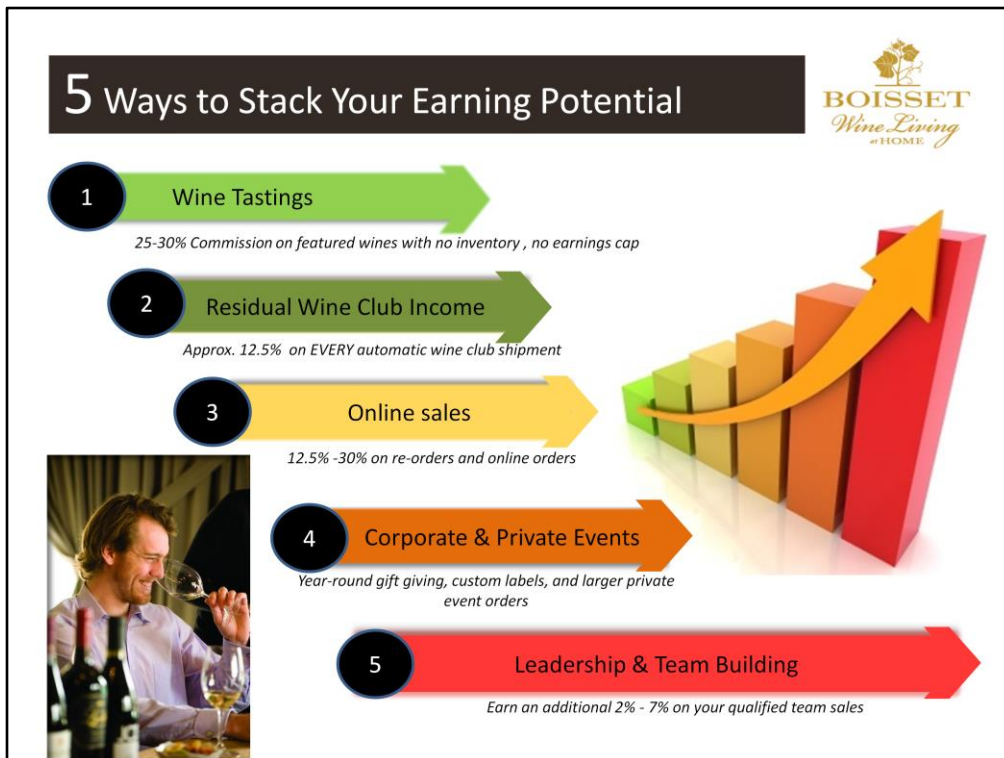 5 Ways to Stack Your Earning Potential
BOISSET
Wine Living
at HOME
1
Wine Tastings
25-30% Commission on featured wines with no inventory , no earnings cap
2
Residual Wine Club Income
Approx. 12.5% on EVERY automatic wine club shipment
3
Online sales
12.5% -30% on re-orders and online orders
4
Corporate & Private Events
Year-round gift giving, custom labels, and larger private
event orders
5
Leadership & Team Building
Earn an additional 2% - 7% on your qualified team sales